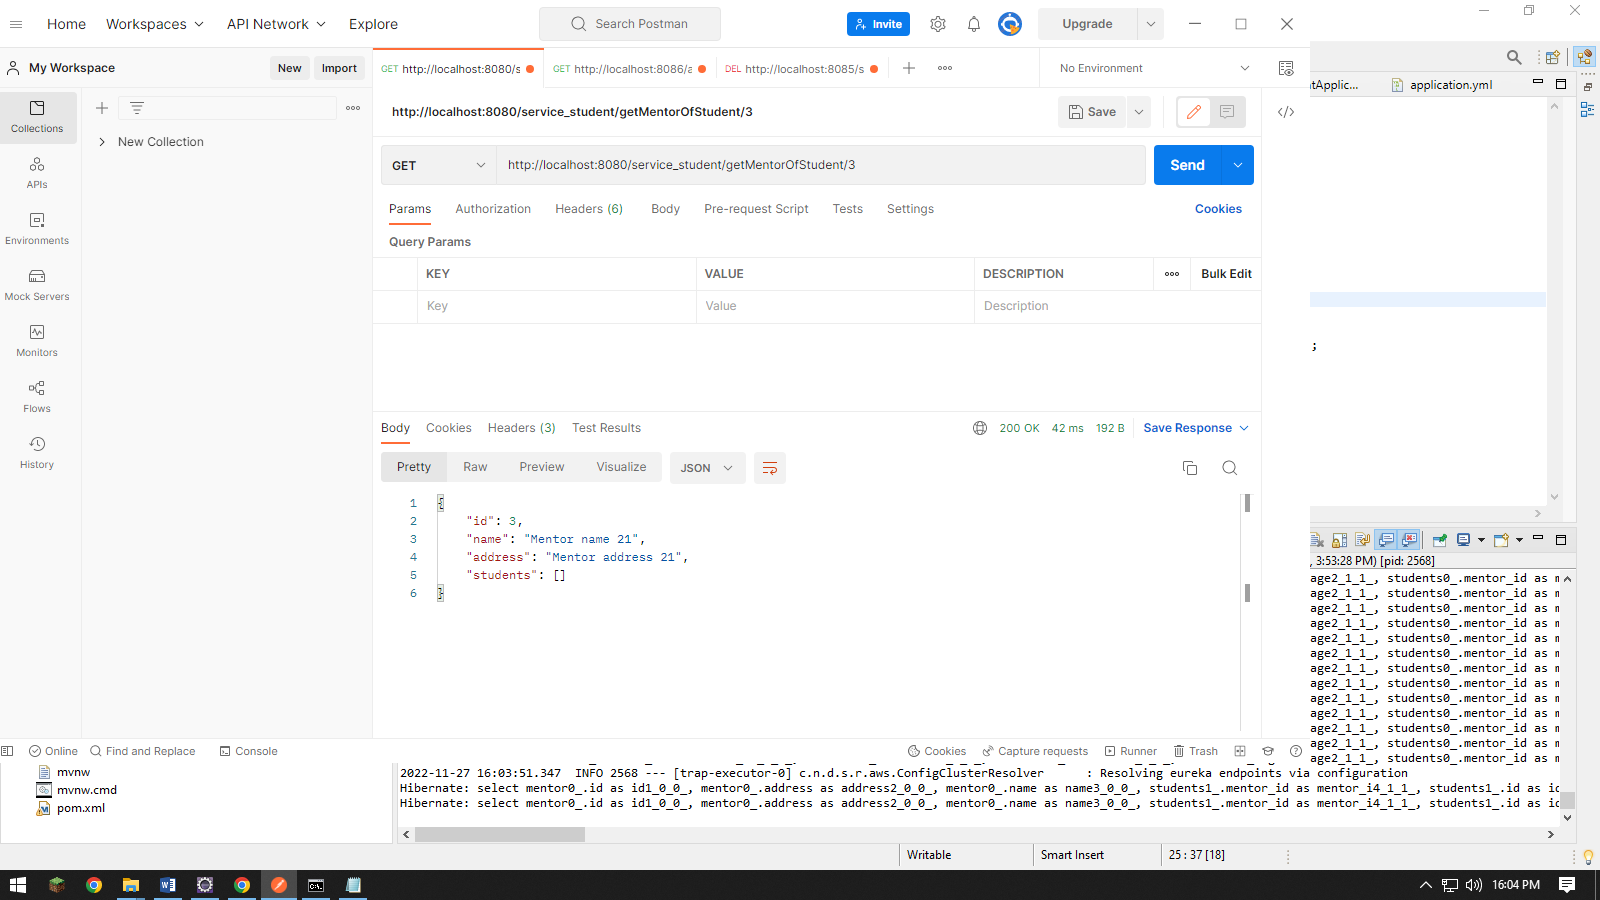 Home
Workspaces
API Network
Explore
Search Postman
Invite
Upgrade
My Workspace
New
Import
GET http://localhost:8080/s
GET http://localhost:8086/a
DEL http://localhost:8085/s
No Environment
Collections
APIs
Environments
Mock Servers
Monitors
Flows
History
New Collection
http://localhost:8080/service_student/getMentorOfStudent/3
Save
GET
http://localhost:8080/service_student/getMentorOfStudent/3
Send
Params
Authorization
Headers (6)
Body
Pre-request Script
Tests
Settings
Cookies
Query Params
KEY
VALUE
DESCRIPTION
Bulk Edit
Key
Value
Description
Body
Cookies
Headers (3)
Test Results
200 OK
42 ms
192 B
Save Response
Pretty
Raw
Preview
Visualize
JSON
1 {
2 "id": 3,
3 "name": "Mentor name 21",
4 "address": "Mentor address 21",
5 "students": []
6 }
Online
Find and Replace
Console
Cookies
Capture requests
Runner
Trash
ntApplic...
application.yml
;
, 3:53:28 PM) [pid: 2568]
age2_1_1_, students0_.mentor_id as m
age2_1_1_, students0_.mentor_id as m
age2_1_1_, students0_.mentor_id as m
age2_1_1_, students0_.mentor_id as m
age2_1_1_, students0_.mentor_id as m
age2_1_1_, students0_.mentor_id as m
age2_1_1_, students0_.mentor_id as m
age2_1_1_, students0_.mentor_id as m
age2_1_1_, students0_.mentor_id as m
age2_1_1_, students0_.mentor_id as m
age2_1_1_, students0_.mentor_id as m
age2_1_1_, students0_.mentor_id as m
age2_1_1_, students0_.mentor_id as m
mvnw
mvnw.cmd
pom.xml
2022-11-27 16:03:51.347 INFO 2568 --- [trap-executor-0] c.n.d.s.r.aws.ConfigClusterResolver : Resolving eureka endpoints via configuration
Hibernate: select mentor0_.id as id1_0_0_, mentor0_.address as address2_0_0_, mentor0_.name as name3_0_0_, students1_.mentor_id as mentor_i4_1_1_, students1_.id as id
Hibernate: select mentor0_.id as id1_0_0_, mentor0_.address as address2_0_0_, mentor0_.name as name3_0_0_, students1_.mentor_id as mentor_i4_1_1_, students1_.id as id
Writable
Smart Insert
25 : 37 [18]
16:04 PM